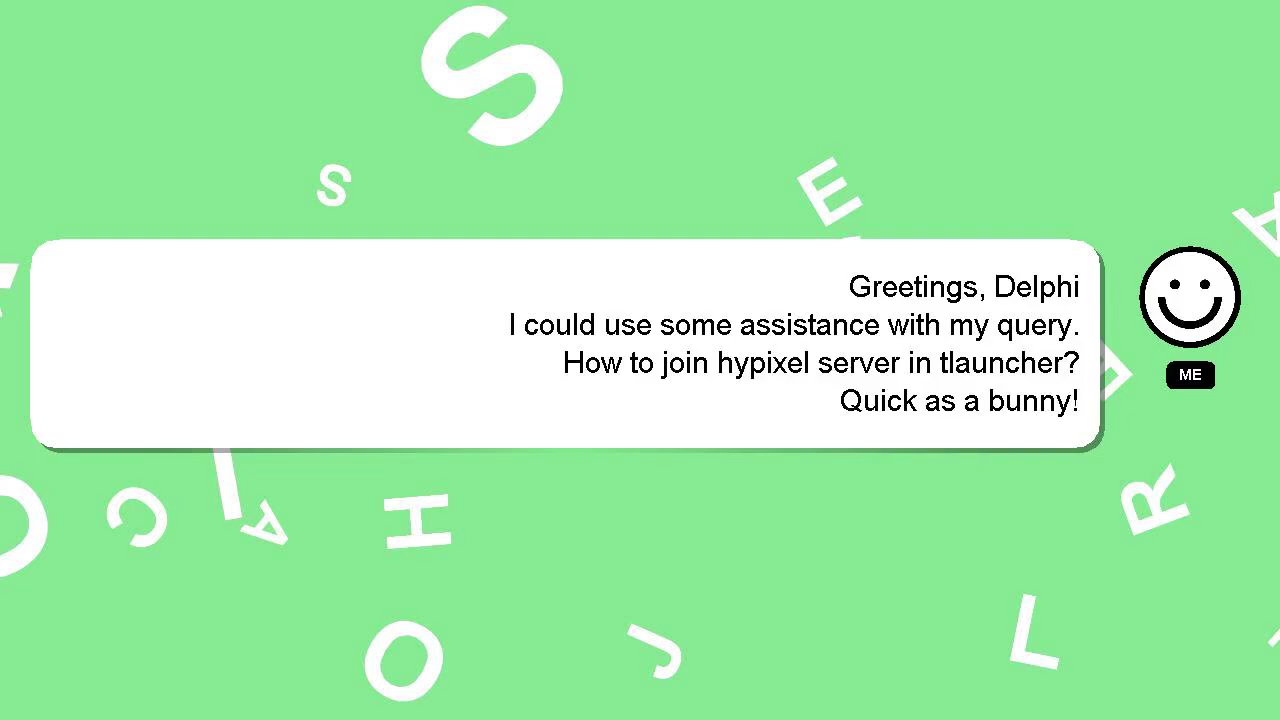 Greetings, Delphi
I could use some assistance with my query.
How to join hypixel server in tlauncher?
Quick as a bunny!
ME
S
S
E
A
E
O
C
I
A
H
R
O
J
L